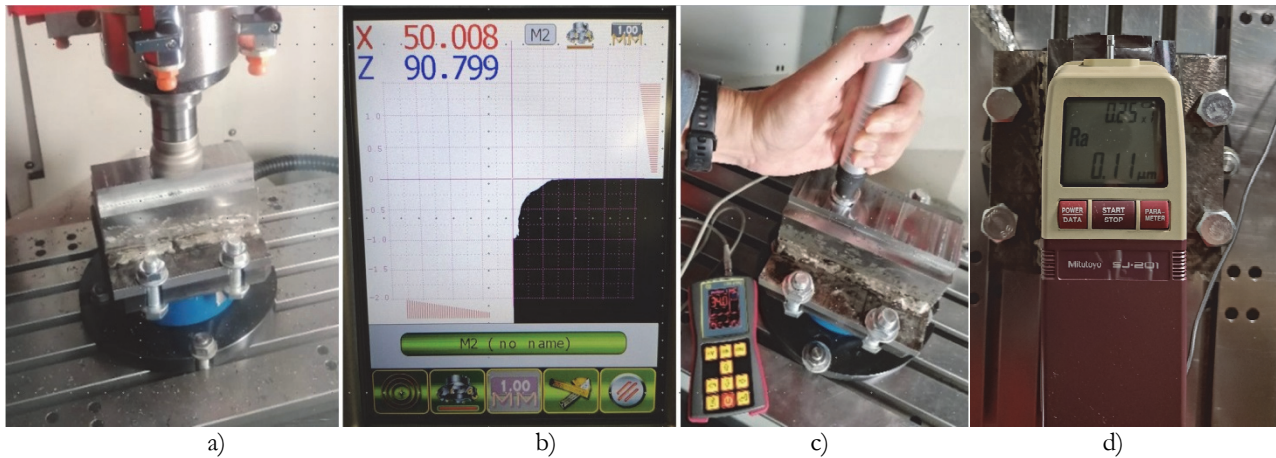 X 50.008
M2
1.00
MM
Z 90.799
1.0
0.5
0
-0.5
-1.0
-1.5
-2.0
M2 ( no name)
1.00
MM
0.25
Ra
0.11 µm
POWER
DATA
START
STOP
PARA-
METER
Mitutoyo SJ-201
a)
b)
c)
d)